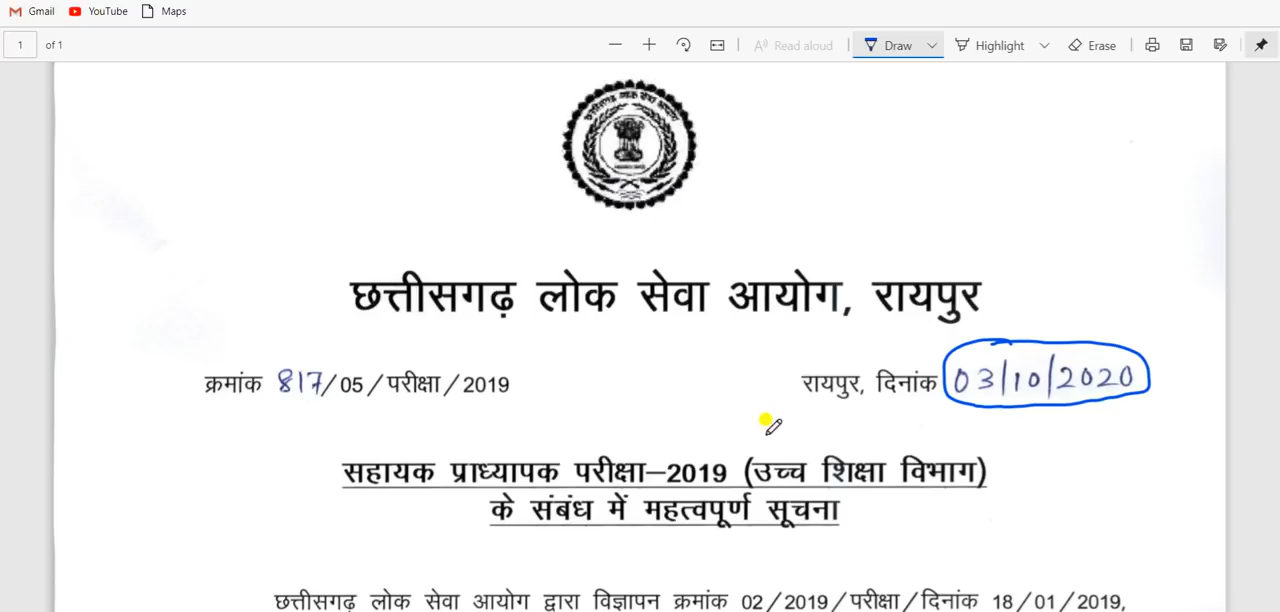 Gmail YouTube Maps
1 of 1 Read aloud Draw Highlight Erase
छत्तीसगढ़ लोक सेवा आयोग, रायपुर
क्रमांक 817/05/परीक्षा/2019 रायपुर, दिनांक 03/10/2020
सहायक प्राध्यापक परीक्षा–2019 (उच्च शिक्षा विभाग)
के संबंध में महत्वपूर्ण सूचना
छत्तीसगढ़ लोक सेवा आयोग द्वारा विज्ञापन क्रमांक 02/2019/परीक्षा/दिनांक 18/01/2019,